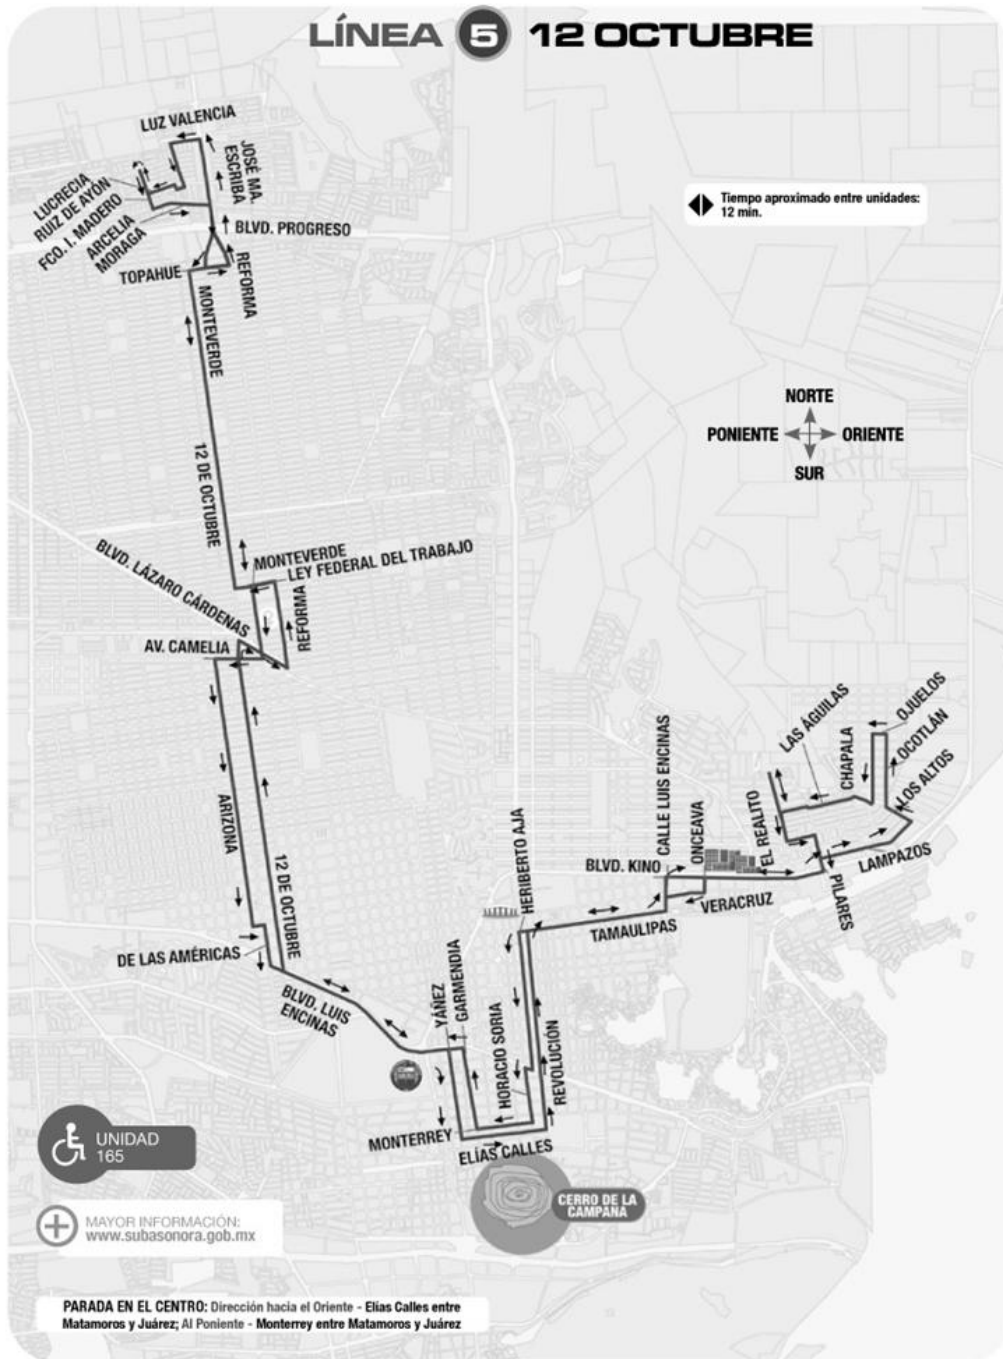 LÍNEA 5 12 OCTUBRE
LUZ VALENCIA
JOSÉ MA.
ESCRIBA
LUCRECIA
RUIZ DE AYÓN
FCO. I. MADERO
ARCELIA
MORAGA
BLVD. PROGRESO
TOPAHUE
REFORMA
MONTEVERDE
Tiempo aproximado entre unidades:
12 min.
NORTE
PONIENTE
ORIENTE
SUR
12 DE OCTUBRE
MONTEVERDE
LEY FEDERAL DEL TRABAJO
BLVD. LÁZARO CÁRDENAS
REFORMA
AV. CAMELIA
ARIZONA
12 DE OCTUBRE
DE LAS AMÉRICAS
BLVD. LUIS
ENCINAS
YÁÑEZ
GARMENDIA
HORACIO SORIA
REVOLUCIÓN
HERIBERTO AJA
MONTERREY
ELÍAS CALLES
TAMAULIPAS
BLVD. KINO
CALLE LUIS ENCINAS
ONCEAVA
VERACRUZ
EL REALITO
LAS ÁGUILAS
CHAPALA
OJUELOS
OCOTLÁN
LOS ALTOS
LAMPAZOS
PILARES
CERRO DE LA
CAMPANA
UNIDAD
165
MAYOR INFORMACIÓN:
www.subasonora.gob.mx
PARADA EN EL CENTRO: Dirección hacia el Oriente - Elías Calles entre
Matamoros y Juárez; Al Poniente - Monterrey entre Matamoros y Juárez